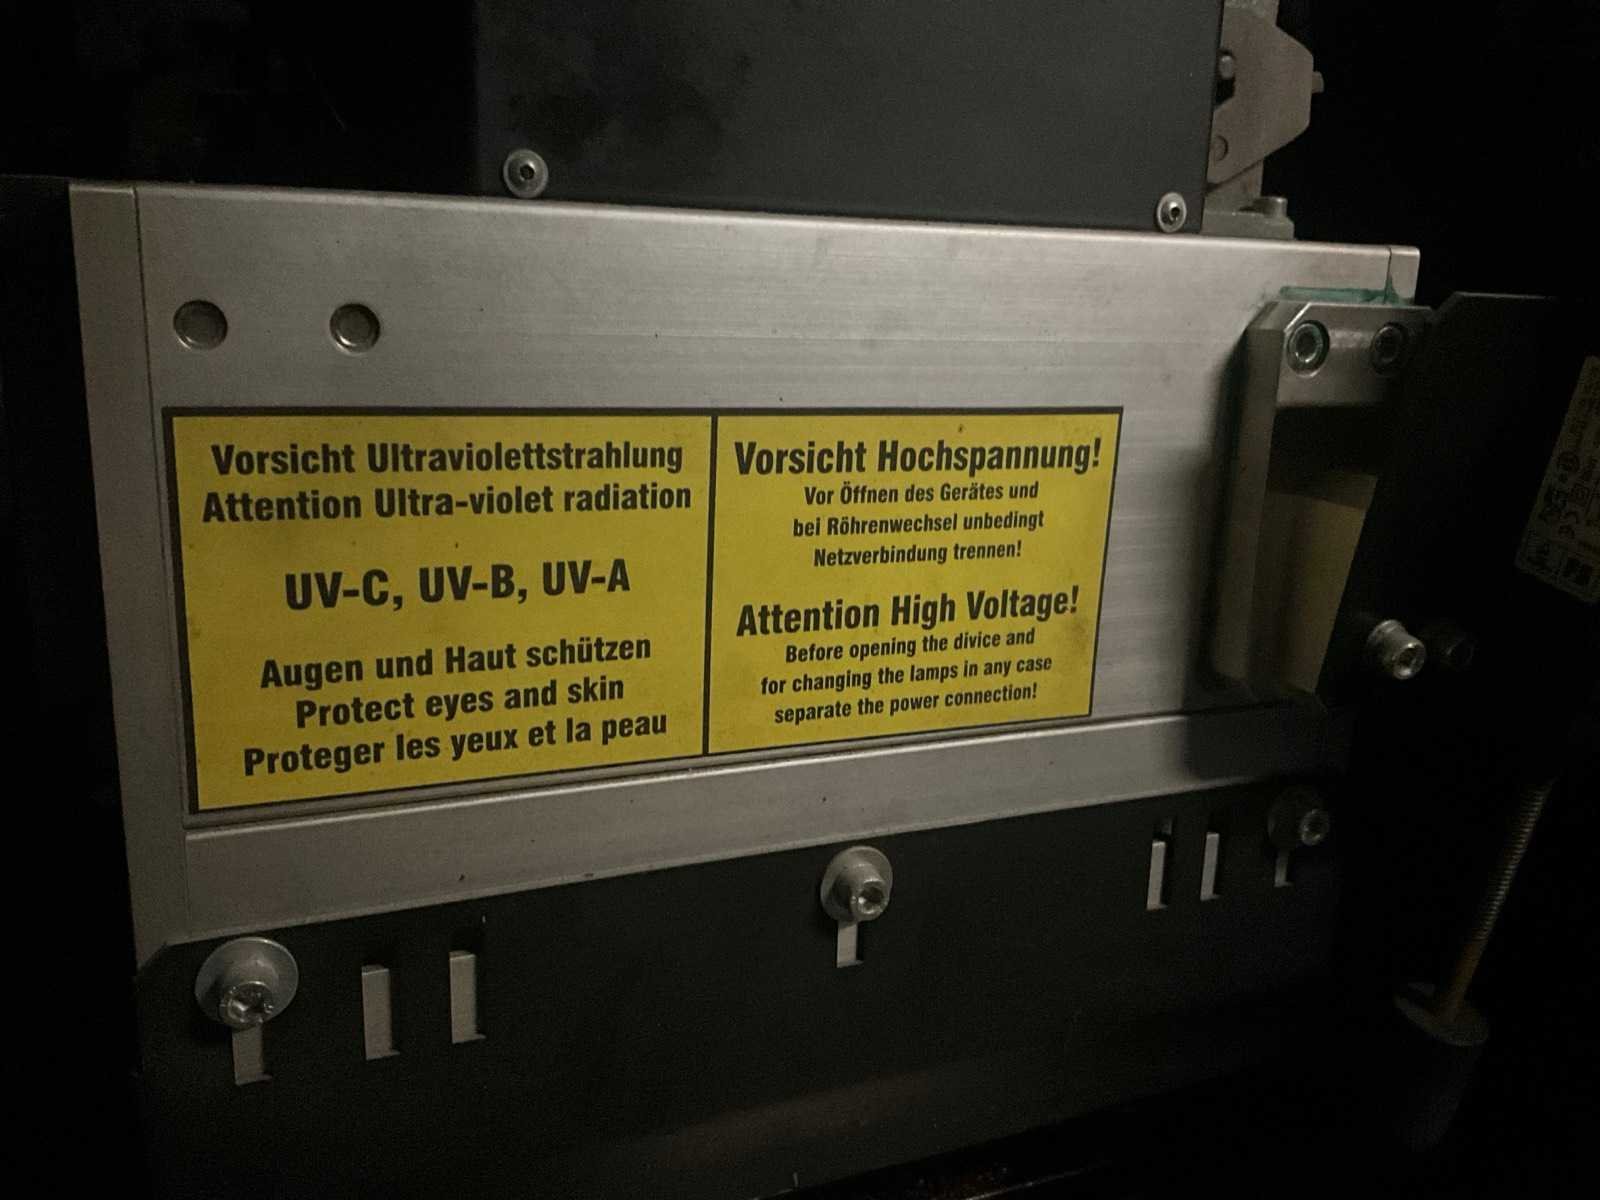 Vorsicht Ultraviolettstrahlung
Attention Ultra-violet radiation
UV-C, UV-B, UV-A
Augen und Haut schützen
Protect eyes and skin
Proteger les yeux et la peau
Vorsicht Hochspannung!
Vor Öffnen des Gerätes und
bei Röhrenwechsel unbedingt
Netzverbindung trennen!
Attention High Voltage!
Before opening the divice and
for changing the lamps in any case
separate the power connection!